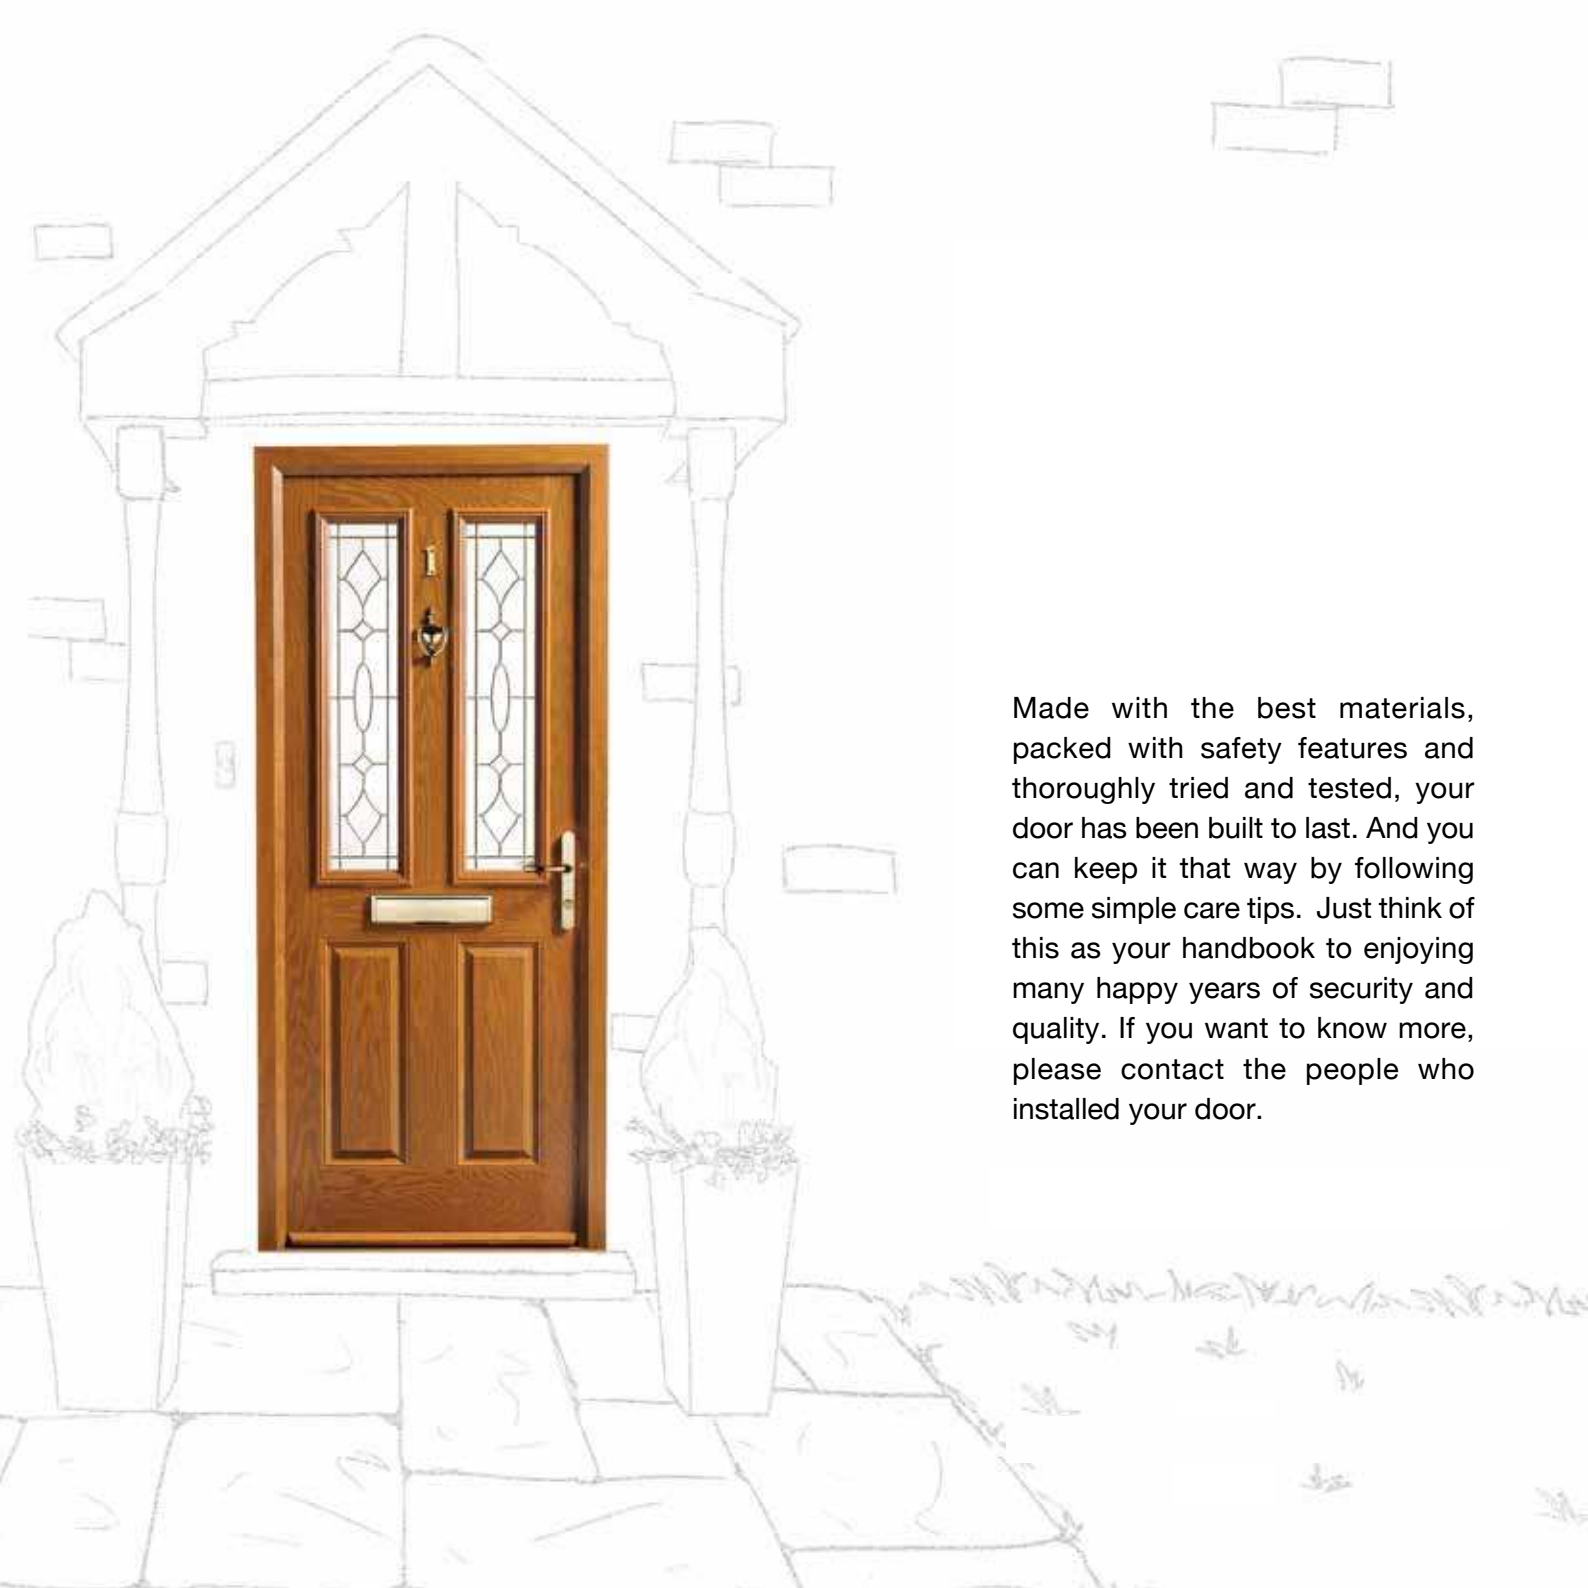 Made with the best materials,
packed with safety features and
thoroughly tried and tested, your
door has been built to last. And you
can keep it that way by following
some simple care tips.  Just think of
this as your handbook to enjoying
many happy years of security and
quality. If you want to know more,
please contact the people who
installed your door.